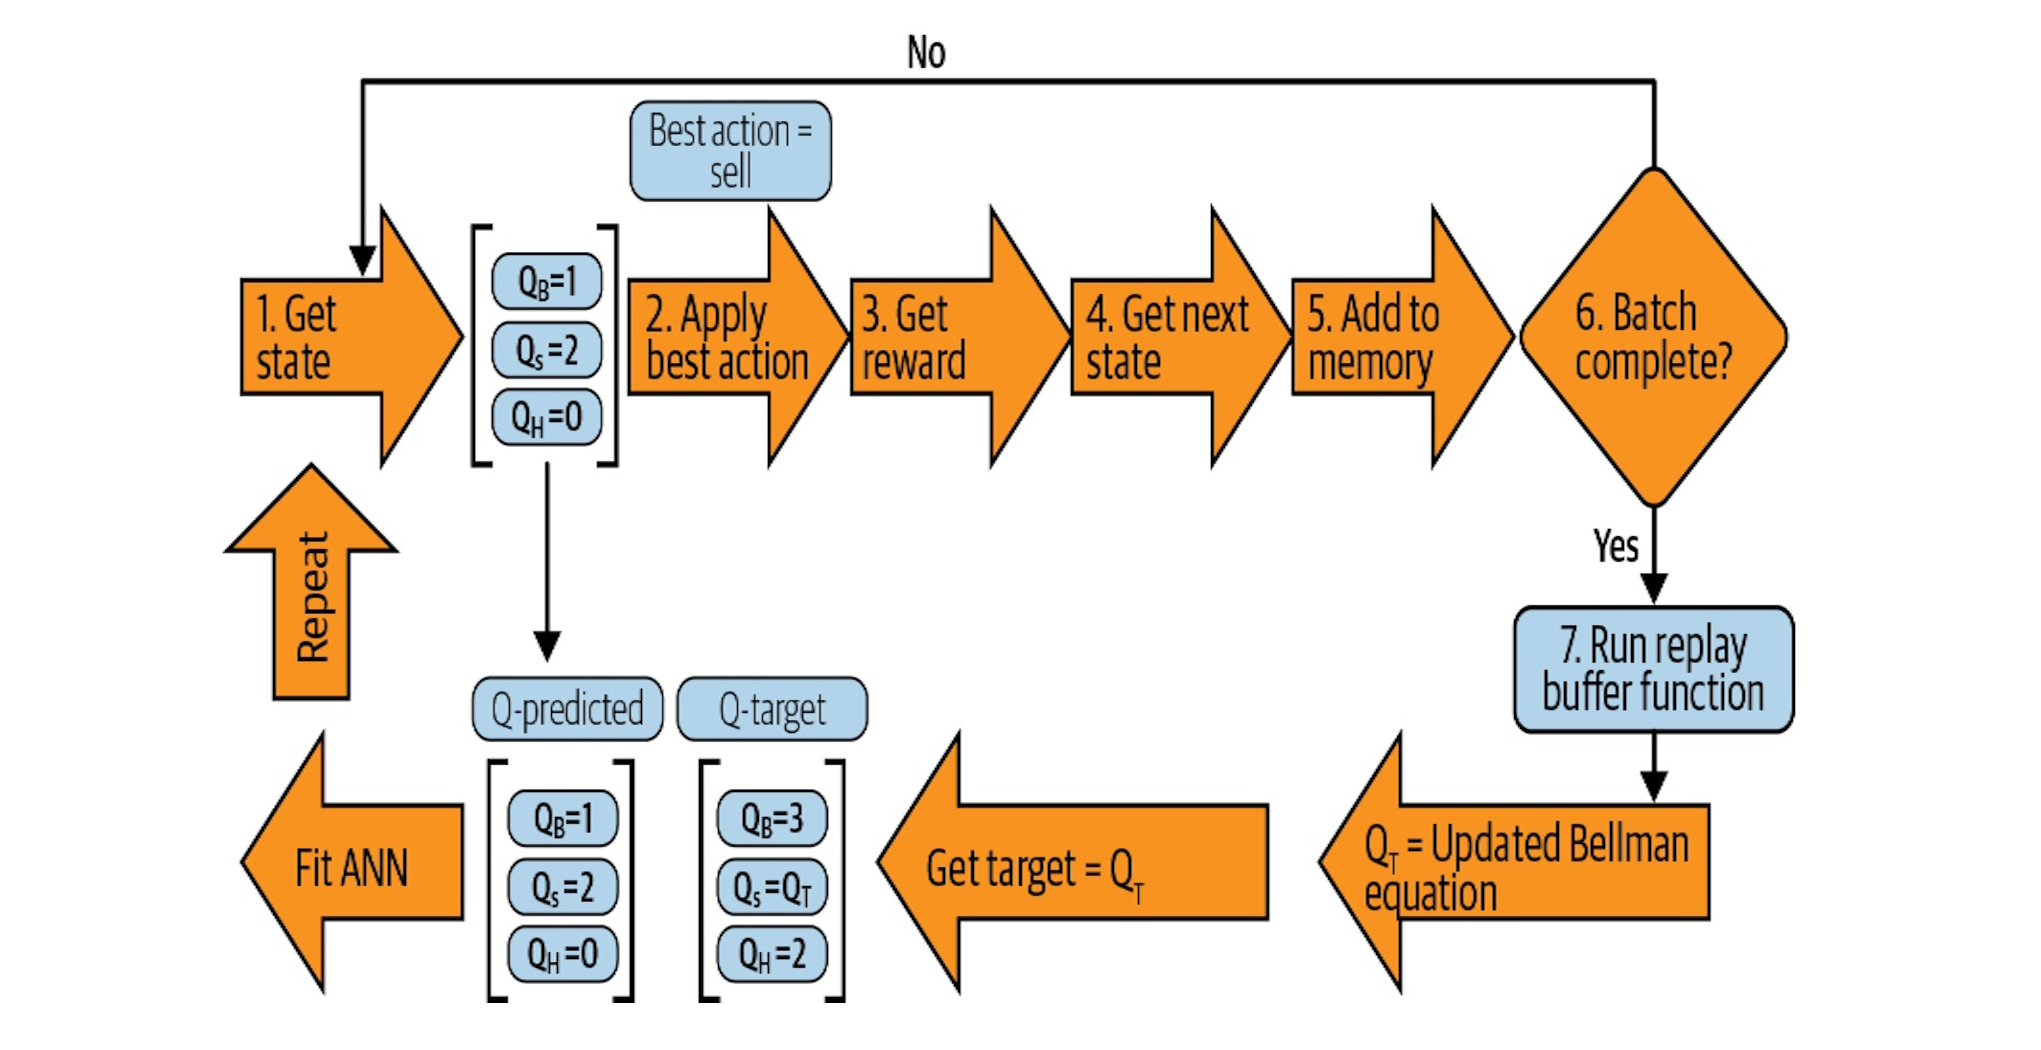 No
Best action =
sell
1. Get
state
Q_B=1
Q_s=2
Q_H=0
2. Apply
best action
3. Get
reward
4. Get next
state
5. Add to
memory
6. Batch
complete?
Yes
7. Run replay
buffer function
Q_T = Updated Bellman
equation
Get target = Q_T
Q-target
Q_B=3
Q_s=Q_T
Q_H=2
Q-predicted
Q_B=1
Q_s=2
Q_H=0
Fit ANN
Repeat